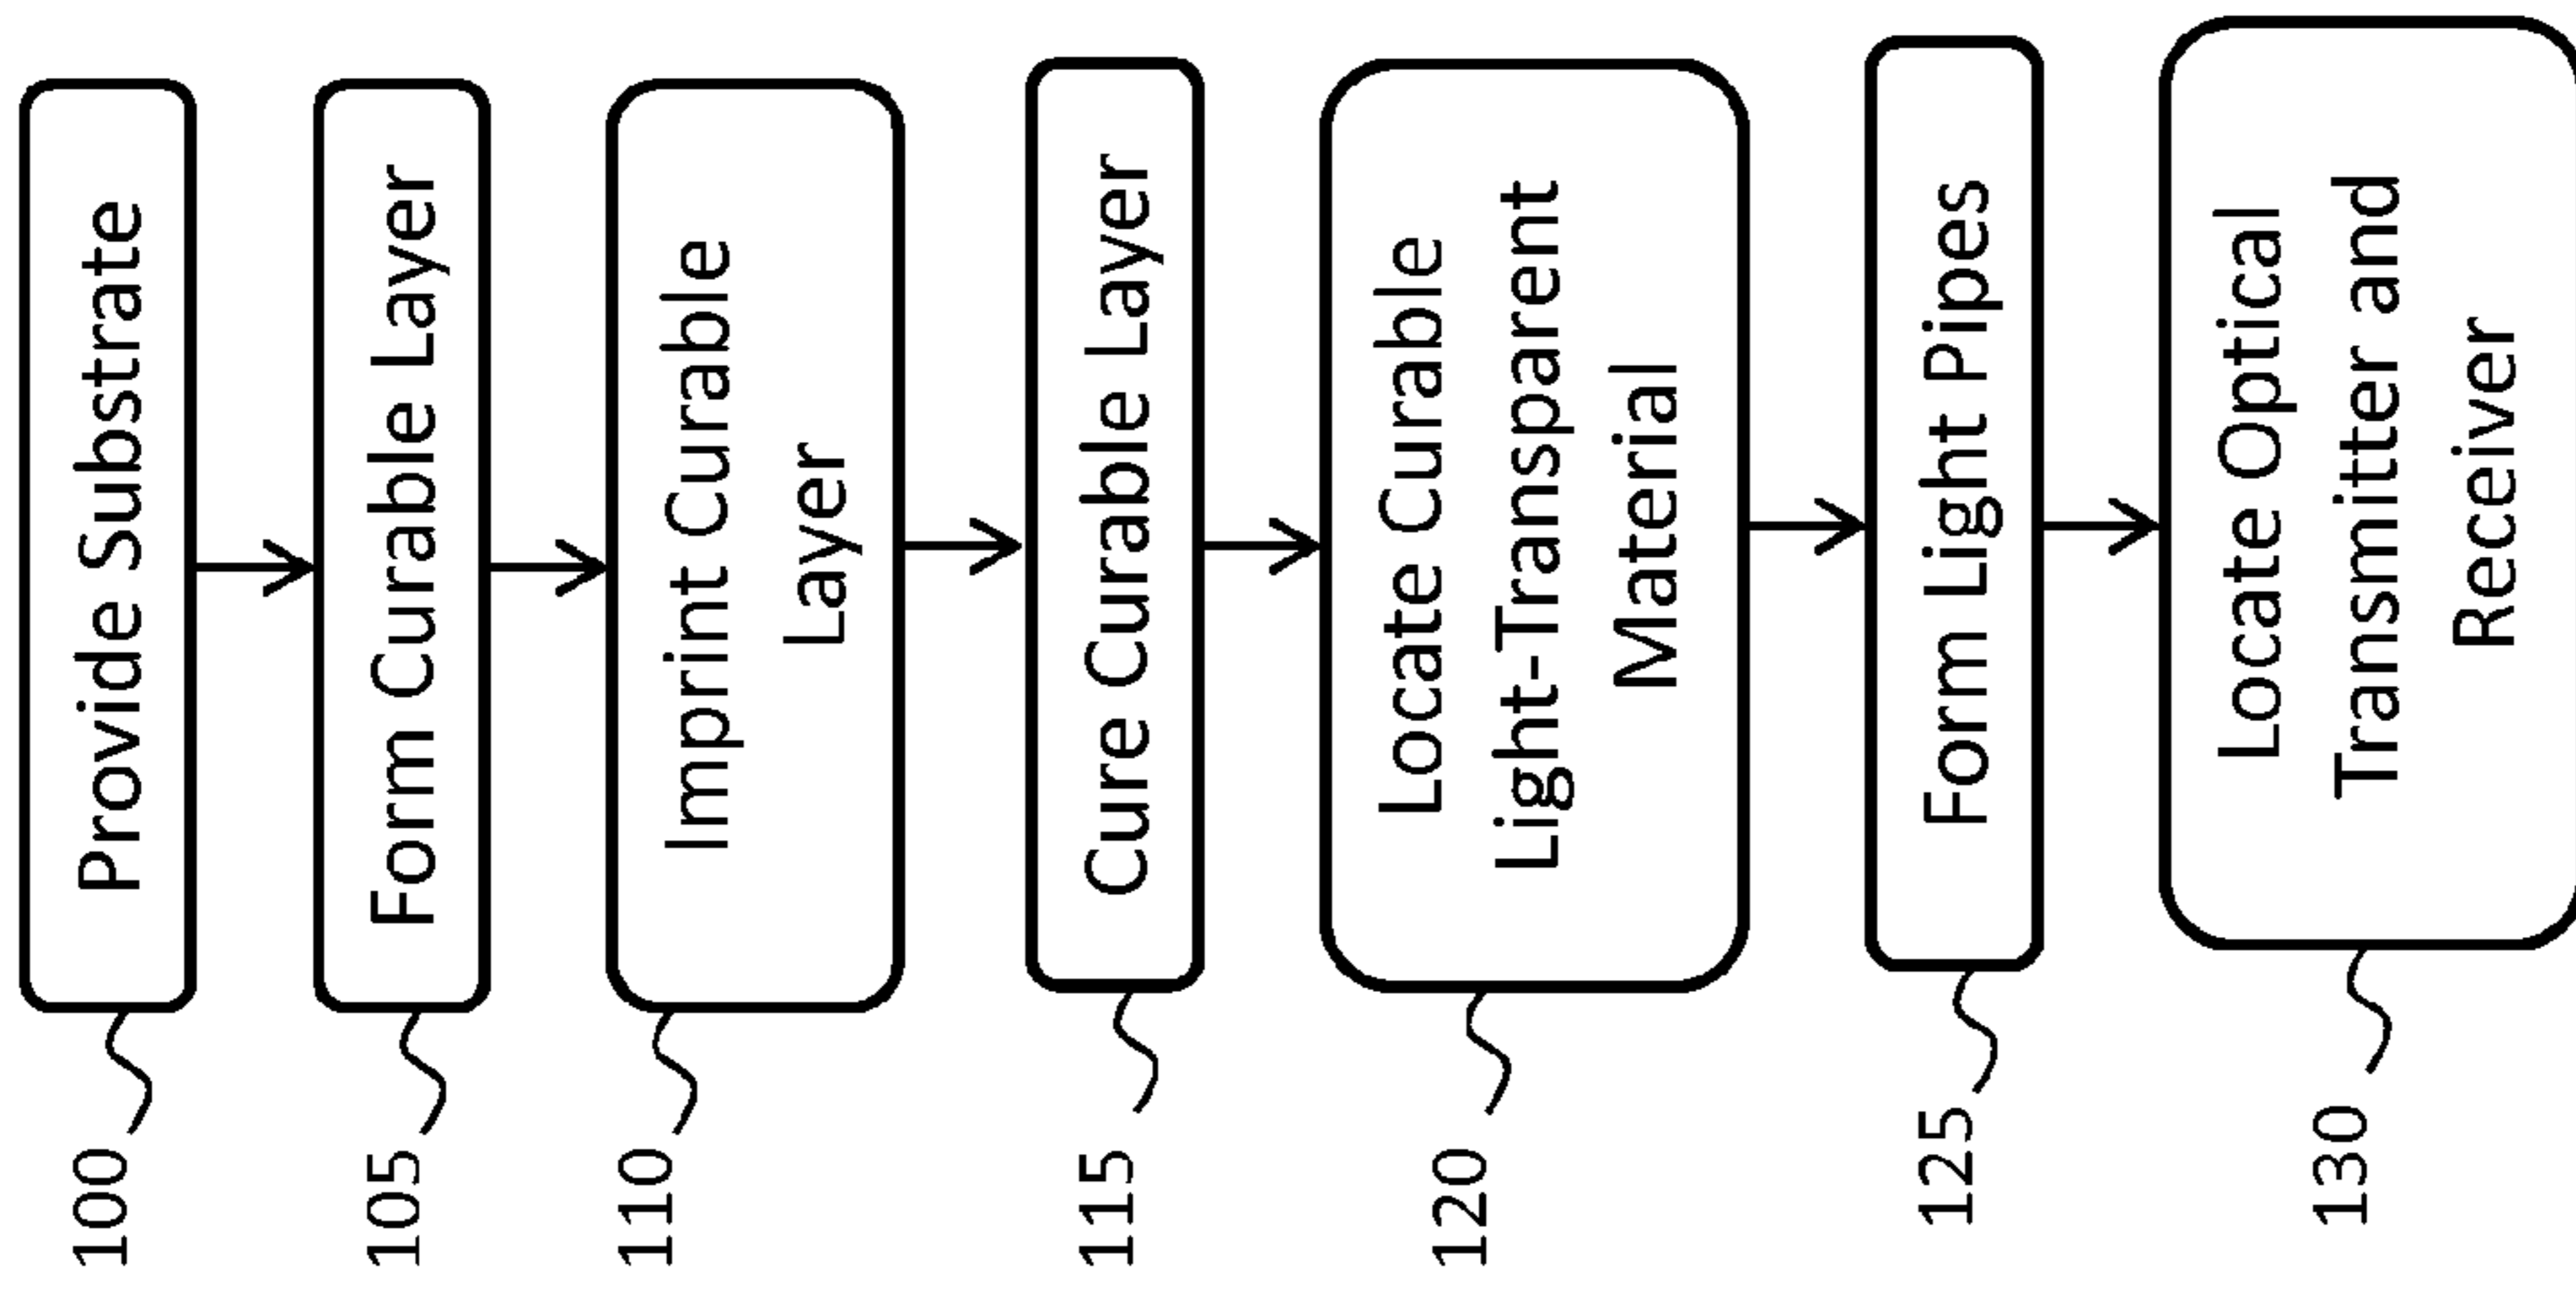 100
Provide Substrate
105
Form Curable Layer
110
Imprint Curable
Layer
115
Cure Curable Layer
120
Locate Curable
Light-Transparent
Material
125
Form Light Pipes
130
Locate Optical
Transmitter and
Receiver